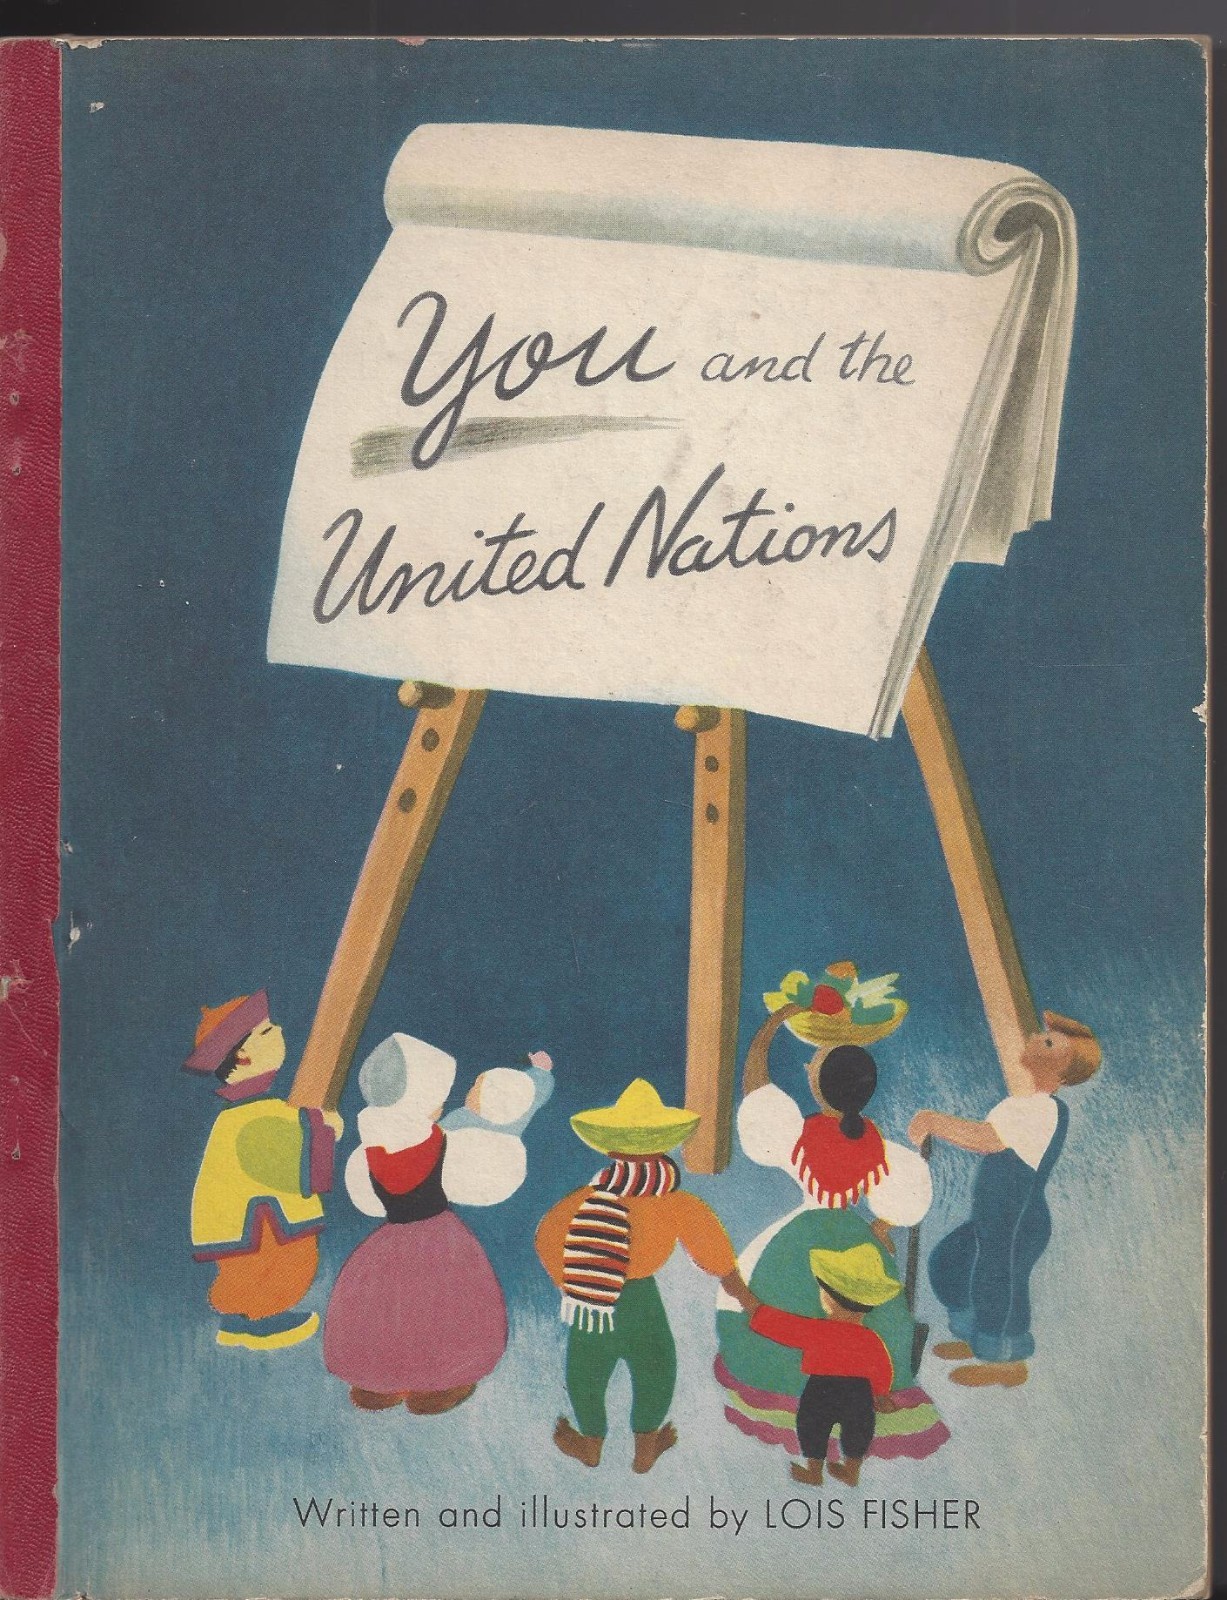 You and the
United Nations
Written and illustrated by LOIS FISHER